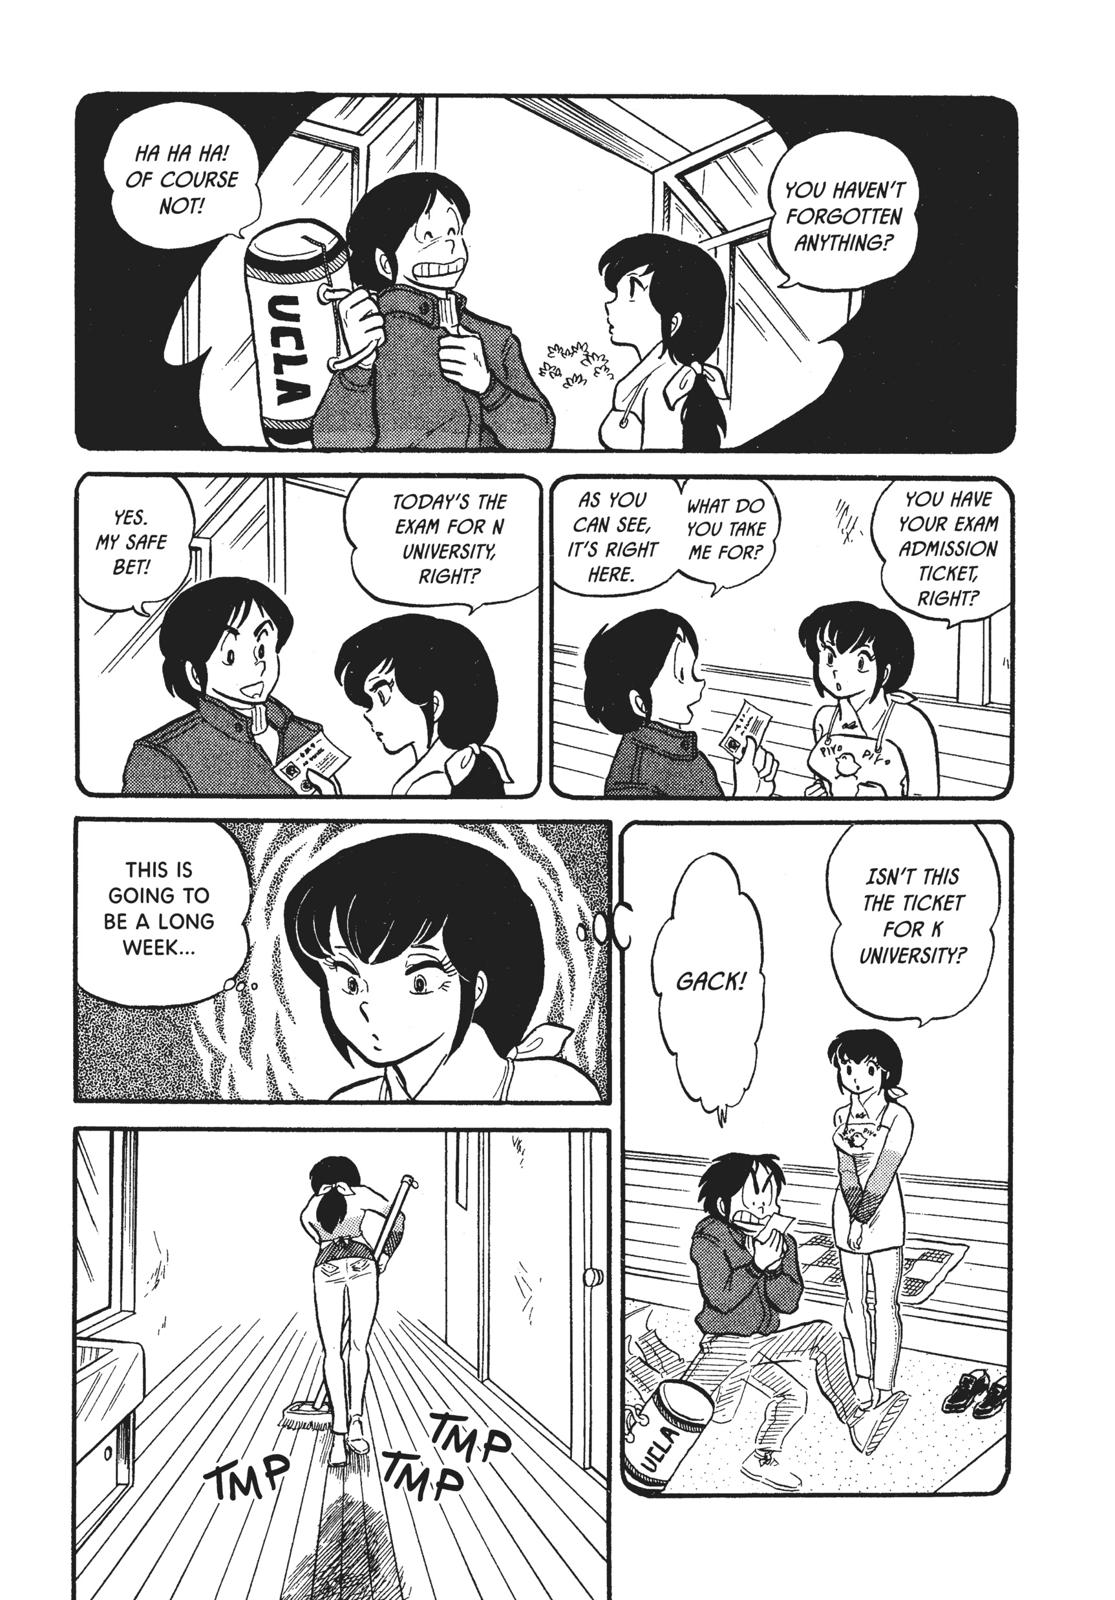 YOU HAVEN'T
FORGOTTEN
ANYTHING?
HA HA HA!
OF COURSE
NOT!
UCLA
YOU HAVE
YOUR EXAM
ADMISSION
TICKET,
RIGHT?
WHAT DO
YOU TAKE
ME FOR?
AS YOU
CAN SEE,
IT'S RIGHT
HERE.
PIYO PIYO
TODAY'S THE
EXAM FOR N
UNIVERSITY,
RIGHT?
YES.
MY SAFE
BET!
ISN'T THIS
THE TICKET
FOR K
UNIVERSITY?
GACK!
PIYO PIYO
UCLA
THIS IS
GOING TO
BE A LONG
WEEK...
TMP
TMP
TMP